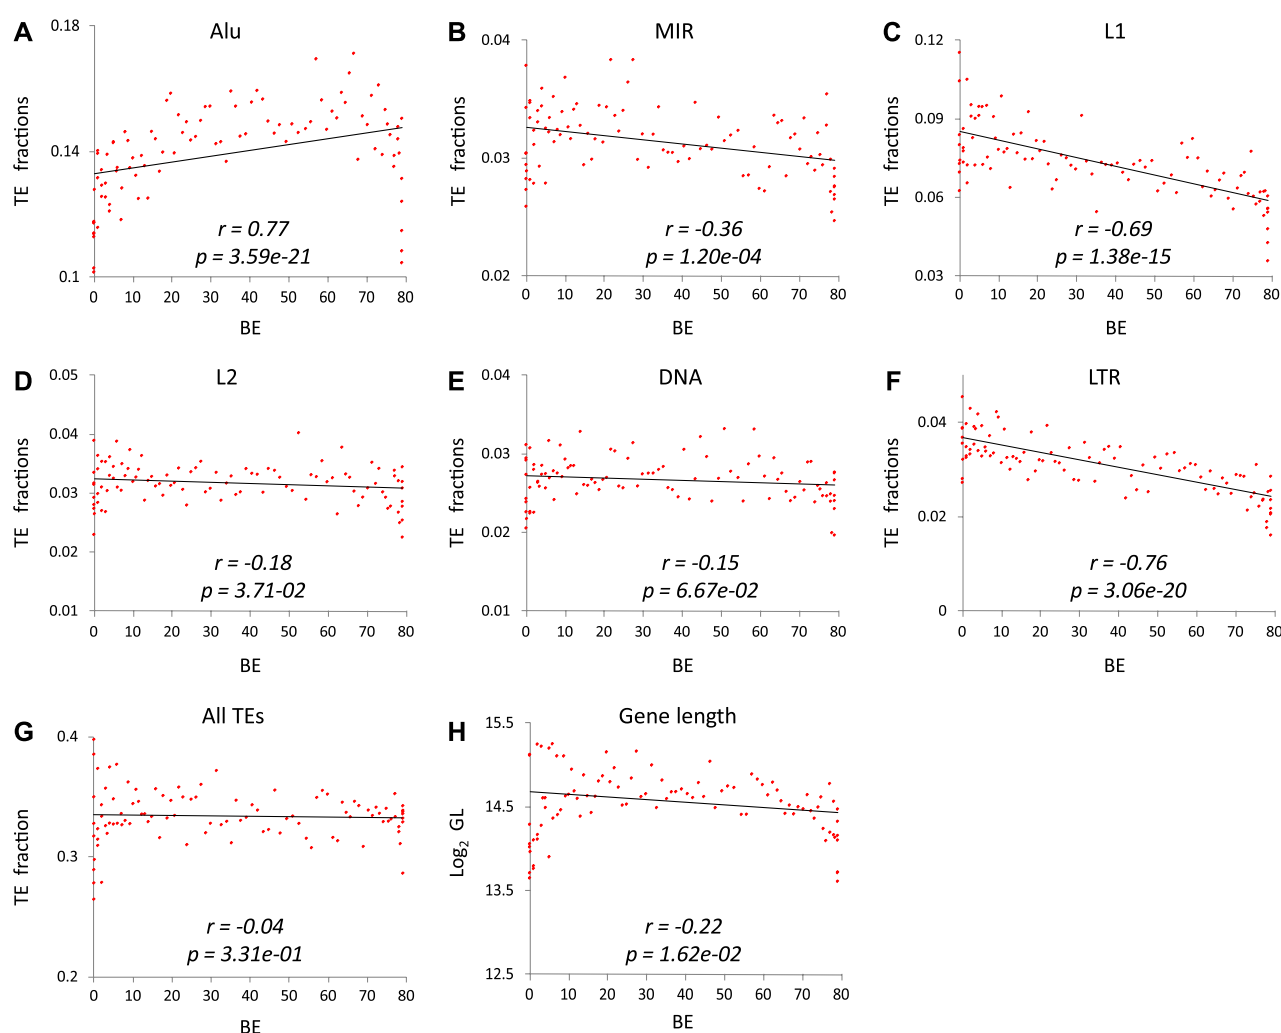 A
Alu
0.18
0.14
0.1
TE fractions
r = 0.77
p = 3.59e-21
0 10 20 30 40 50 60 70 80
BE
B
MIR
0.04
0.03
0.02
TE fractions
r = -0.36
p = 1.20e-04
0 10 20 30 40 50 60 70 80
BE
C
L1
0.12
0.09
0.06
0.03
TE fractions
r = -0.69
p = 1.38e-15
0 10 20 30 40 50 60 70 80
BE
D
L2
0.05
0.04
0.03
0.02
0.01
TE fractions
r = -0.18
p = 3.71-02
0 10 20 30 40 50 60 70 80
BE
E
DNA
0.04
0.03
0.02
0.01
TE fractions
r = -0.15
p = 6.67e-02
0 10 20 30 40 50 60 70 80
BE
F
LTR
0.04
0.02
0
TE fractions
r = -0.76
p = 3.06e-20
0 10 20 30 40 50 60 70 80
BE
G
All TEs
0.4
0.3
0.2
TE fraction
r = -0.04
p = 3.31e-01
0 10 20 30 40 50 60 70 80
BE
H
Gene length
15.5
14.5
13.5
12.5
Log₂ GL
r = -0.22
p = 1.62e-02
0 10 20 30 40 50 60 70 80
BE